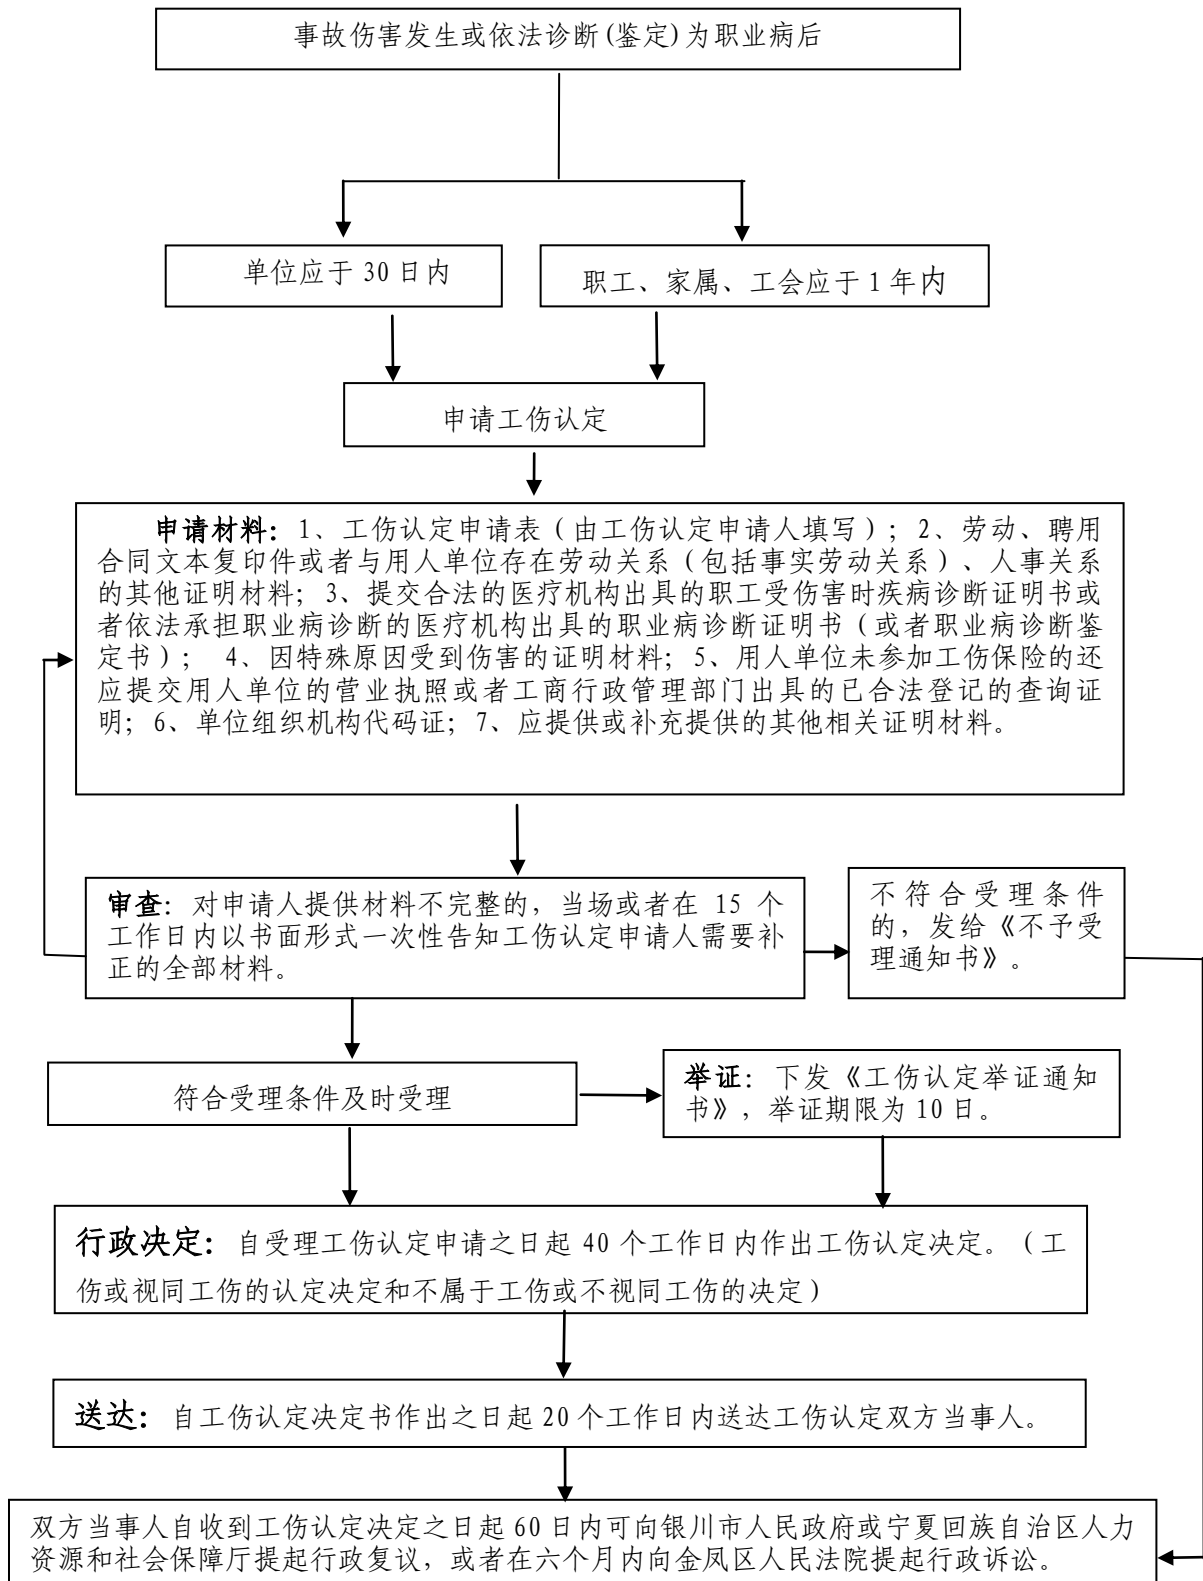 事故伤害发生或依法诊断(鉴定)为职业病后
单位应于 30 日内
职工、家属、工会应于 1 年内
申请工伤认定
申请材料：1、工伤认定申请表（由工伤认定申请人填写）；2、劳动、聘用
合同文本复印件或者与用人单位存在劳动关系（包括事实劳动关系）、人事关系
的其他证明材料；3、提交合法的医疗机构出具的职工受伤害时疾病诊断证明书或
者依法承担职业病诊断的医疗机构出具的职业病诊断证明书（或者职业病诊断鉴
定书）； 4、因特殊原因受到伤害的证明材料；5、用人单位未参加工伤保险的还
应提交用人单位的营业执照或者工商行政管理部门出具的已合法登记的查询证
明；6、单位组织机构代码证；7、应提供或补充提供的其他相关证明材料。
审查：对申请人提供材料不完整的，当场或者在 15 个
工作日内以书面形式一次性告知工伤认定申请人需要补
正的全部材料。
不符合受理条件
的，发给《不予受
理通知书》。
符合受理条件及时受理
举证：下发《工伤认定举证通知
书》，举证期限为 10 日。
行政决定：自受理工伤认定申请之日起 40 个工作日内作出工伤认定决定。（工
伤或视同工伤的认定决定和不属于工伤或不视同工伤的决定）
送达：自工伤认定决定书作出之日起 20 个工作日内送达工伤认定双方当事人。
双方当事人自收到工伤认定决定之日起 60 日内可向银川市人民政府或宁夏回族自治区人力
资源和社会保障厅提起行政复议，或者在六个月内向金凤区人民法院提起行政诉讼。